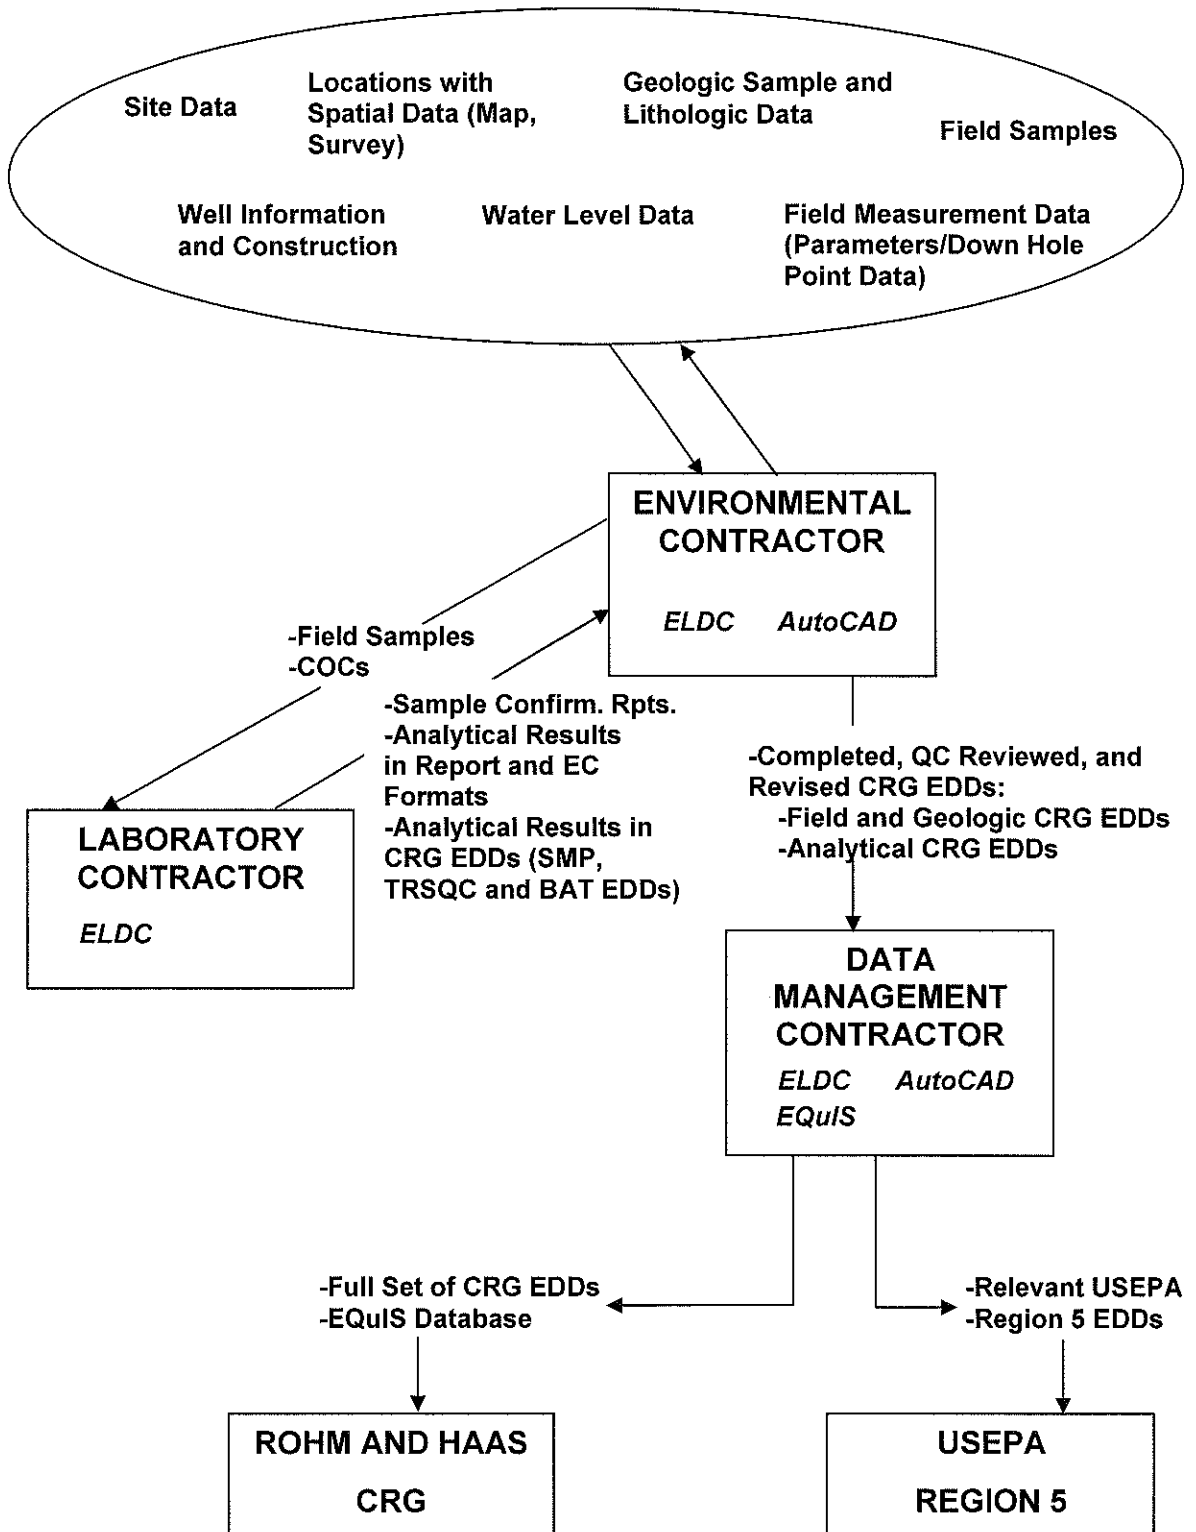 Site Data
Locations with
Spatial Data (Map,
Survey)
Geologic Sample and
Lithologic Data
Field Samples
Well Information
and Construction
Water Level Data
Field Measurement Data
(Parameters/Down Hole
Point Data)
ENVIRONMENTAL
CONTRACTOR
ELDC AutoCAD
-Field Samples
-COCs
-Sample Confirm. Rpts.
-Analytical Results
in Report and EC
Formats
-Analytical Results in
CRG EDDs (SMP,
TRSQC and BAT EDDs)
-Completed, QC Reviewed, and
Revised CRG EDDs:
-Field and Geologic CRG EDDs
-Analytical CRG EDDs
LABORATORY
CONTRACTOR
ELDC
DATA
MANAGEMENT
CONTRACTOR
ELDC AutoCAD
EQuIS
-Full Set of CRG EDDs
-EQuIS Database
-Relevant USEPA
-Region 5 EDDs
ROHM AND HAAS
CRG
USEPA
REGION 5